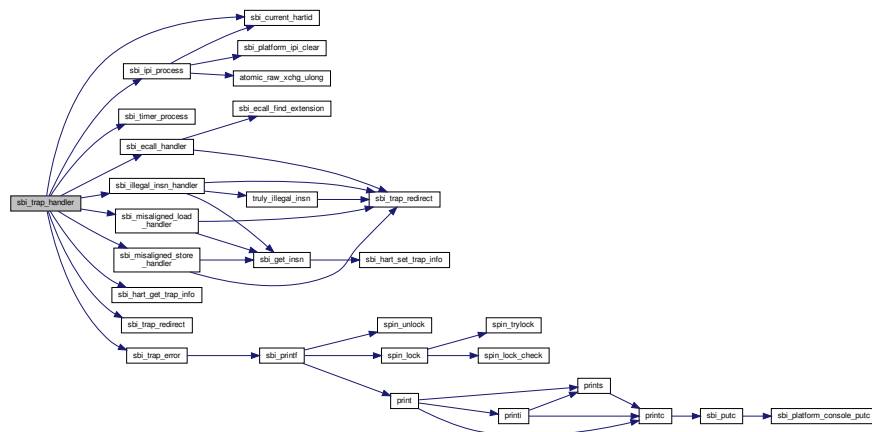 sbi_current_hartid
sbi_platform_ipi_clear
sbi_ipi_process
atomic_raw_xchg_ulong
sbi_ecall_find_extension
sbi_timer_process
sbi_ecall_handler
sbi_illegal_insn_handler
truly_illegal_insn
sbi_trap_redirect
sbi_trap_handler
sbi_misaligned_load
_handler
sbi_misaligned_store
_handler
sbi_get_insn
sbi_hart_set_trap_info
sbi_hart_get_trap_info
sbi_trap_redirect
spin_unlock
spin_trylock
sbi_trap_error
sbi_printf
spin_lock
spin_lock_check
prints
print
printi
printc
sbi_putc
sbi_platform_console_putc